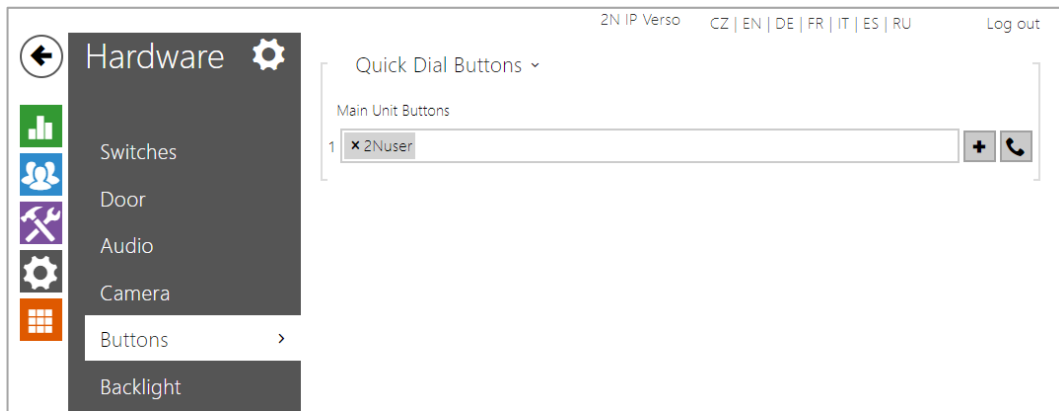 2N IP Verso CZ | EN | DE | FR | IT | ES | RU Log out
Hardware
Switches
Door
Audio
Camera
Buttons
Backlight
Quick Dial Buttons
Main Unit Buttons
1 × 2Nuser +